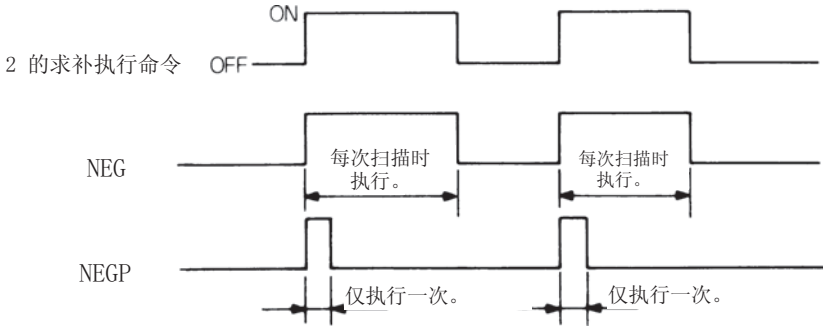 ON
2 的求补执行命令 OFF
NEG
每次扫描时
执行。
每次扫描时
执行。
NEGP
仅执行一次。
仅执行一次。